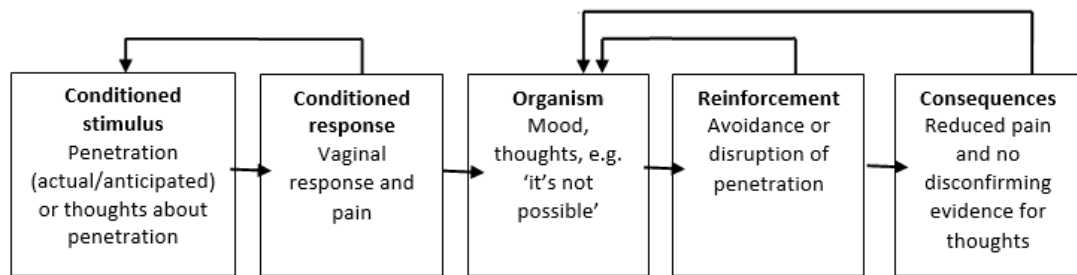 Conditioned
stimulus
Penetration
(actual/anticipated)
or thoughts about
penetration
Conditioned
response
Vaginal
response and
pain
Organism
Mood,
thoughts, e.g.
‘it’s not
possible’
Reinforcement
Avoidance or
disruption of
penetration
Consequences
Reduced pain
and no
disconfirming
evidence for
thoughts